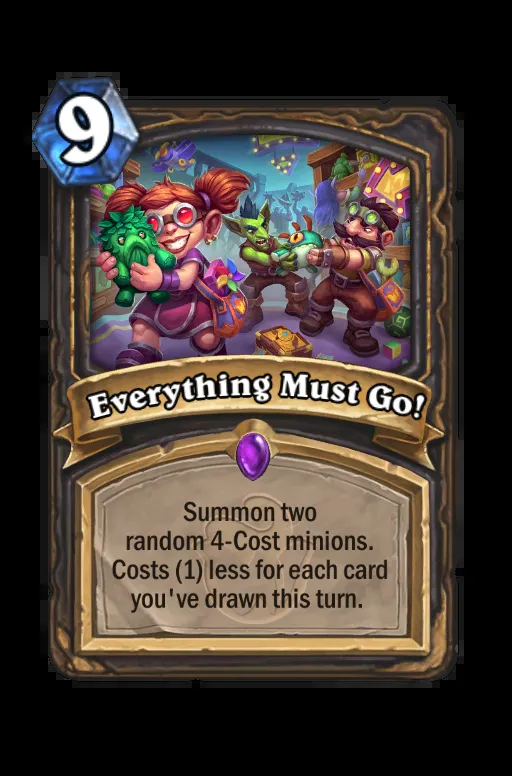 9
Everything Must Go!
Summon two
random 4-Cost minions.
Costs (1) less for each card
you've drawn this turn.